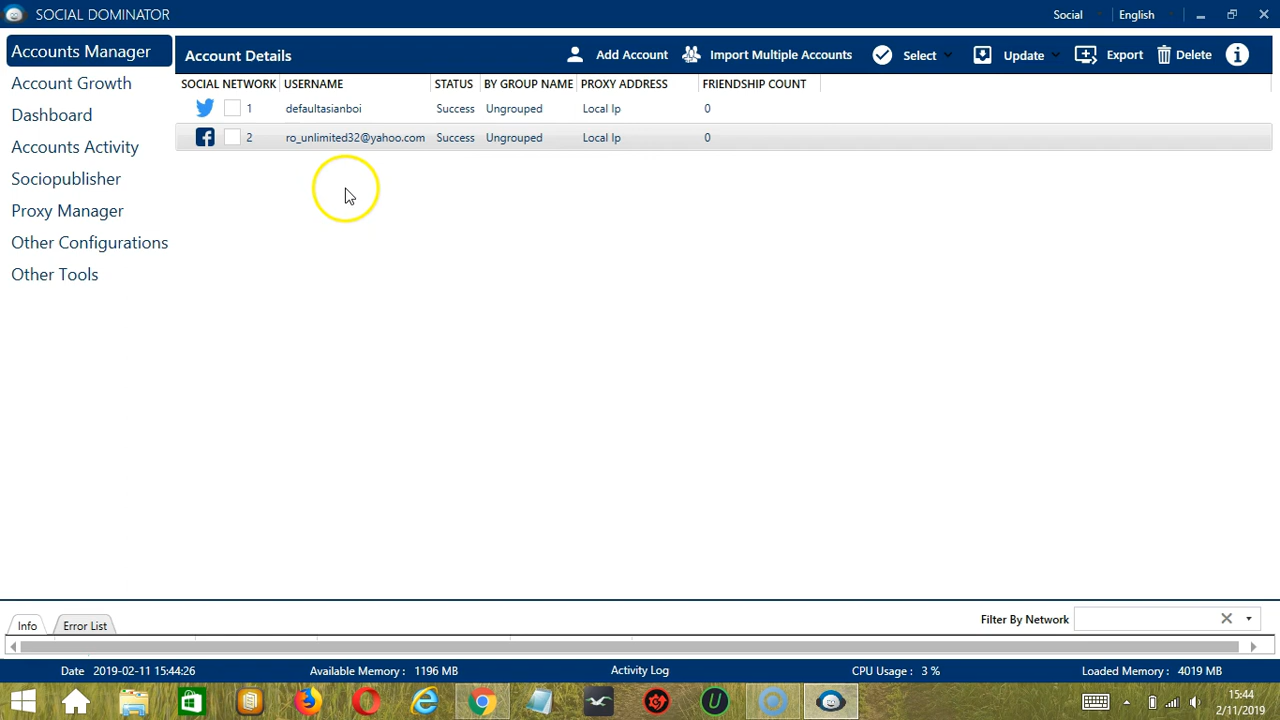 SOCIAL DOMINATOR
Social
English
Accounts Manager
Account Growth
Dashboard
Accounts Activity
Sociopublisher
Proxy Manager
Other Configurations
Other Tools
Account Details
Add Account
Import Multiple Accounts
Select
Update
Export
Delete
SOCIAL NETWORK USERNAME STATUS BY GROUP NAME PROXY ADDRESS FRIENDSHIP COUNT
1 defaultasianboi Success Ungrouped Local Ip 0
2 ro_unlimited32@yahoo.com Success Ungrouped Local Ip 0
Info
Error List
Filter By Network
Date 2019-02-11 15:44:26 Available Memory : 1196 MB Activity Log CPU Usage : 3 % Loaded Memory : 4019 MB
15:44
2/11/2019